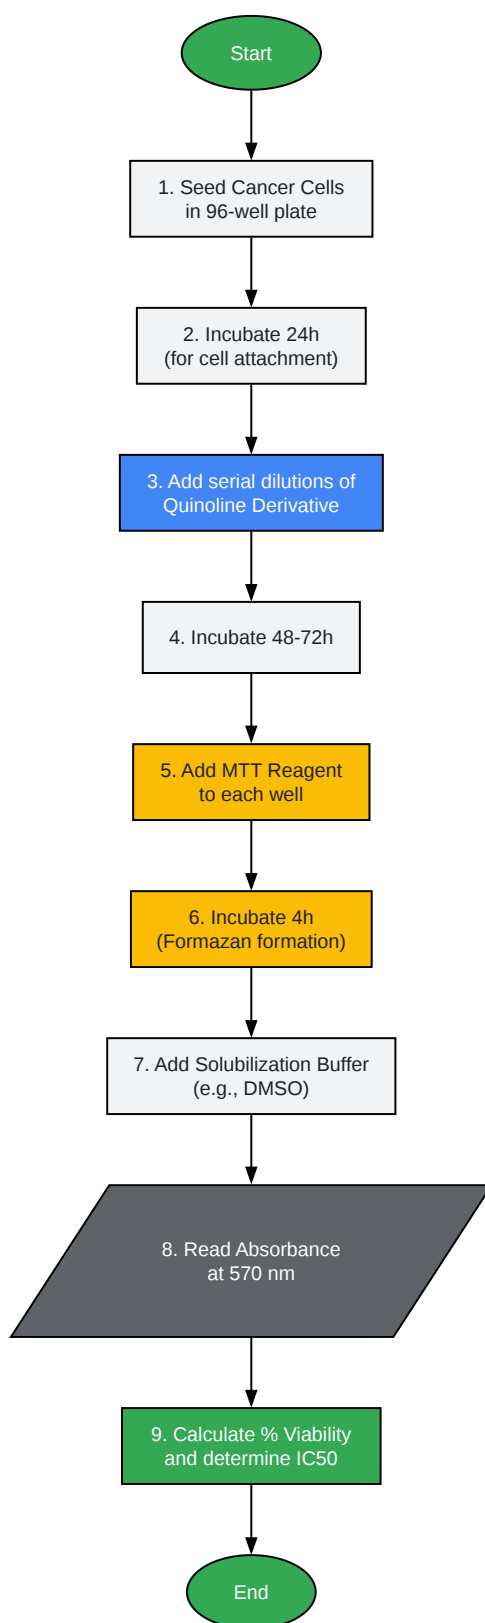 Start
1. Seed Cancer Cells
in 96-well plate
2. Incubate 24h
(for cell attachment)
3. Add serial dilutions of
Quinoline Derivative
4. Incubate 48-72h
5. Add MTT Reagent
to each well
6. Incubate 4h
(Formazan formation)
7. Add Solubilization Buffer
(e.g., DMSO)
8. Read Absorbance
at 570 nm
9. Calculate % Viability
and determine IC50
End